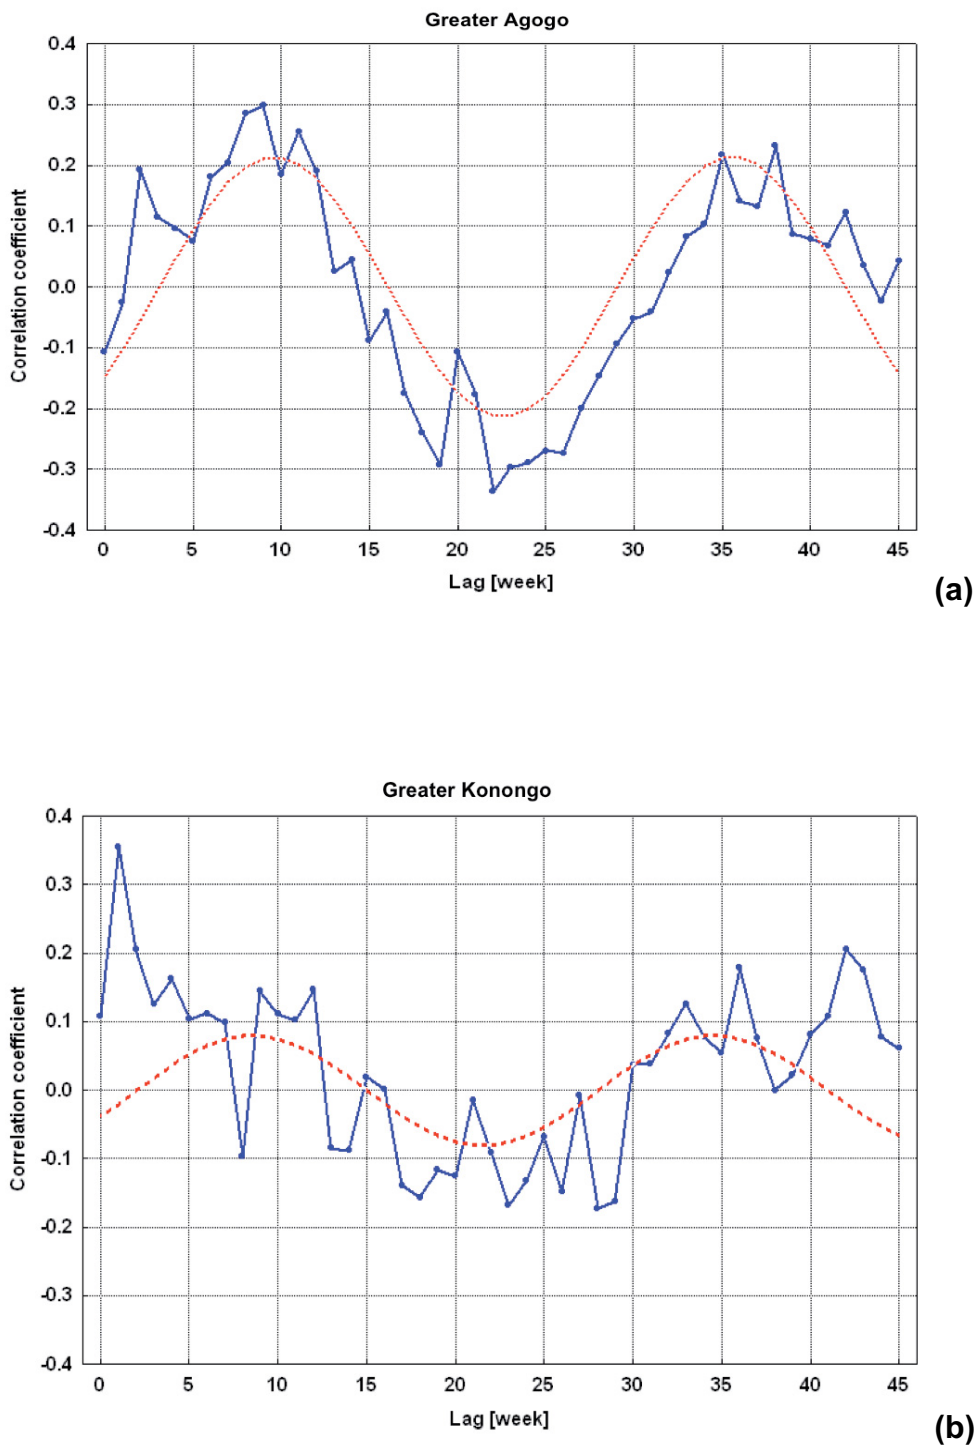 Greater Agogo
0.4
0.3
0.2
0.1
0.0
-0.1
-0.2
-0.3
-0.4
Correlation coefficient
0 5 10 15 20 25 30 35 40 45
Lag [week]
(a)
Greater Konongo
0.4
0.3
0.2
0.1
0.0
-0.1
-0.2
-0.3
-0.4
Correlation coefficient
0 5 10 15 20 25 30 35 40 45
Lag [week]
(b)